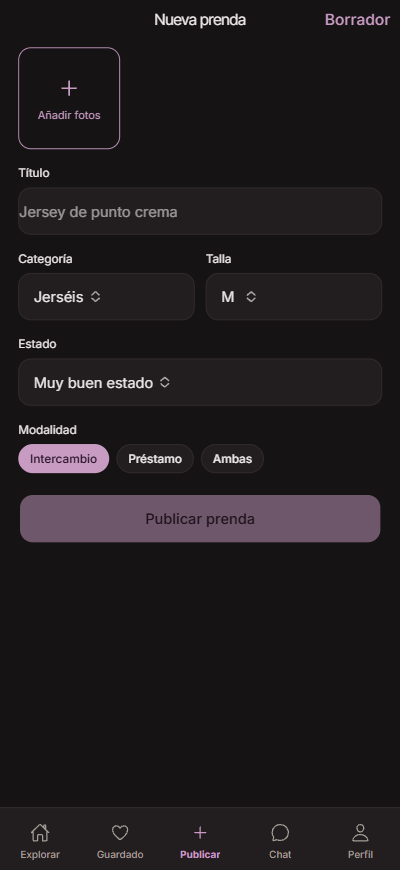 Nueva prenda
Borrador
Añadir fotos
Título
Jersey de punto crema
Categoría
Talla
Jerséis
M
Estado
Muy buen estado
Modalidad
Intercambio
Préstamo
Ambas
Publicar prenda
Explorar
Guardado
Publicar
Chat
Perfil